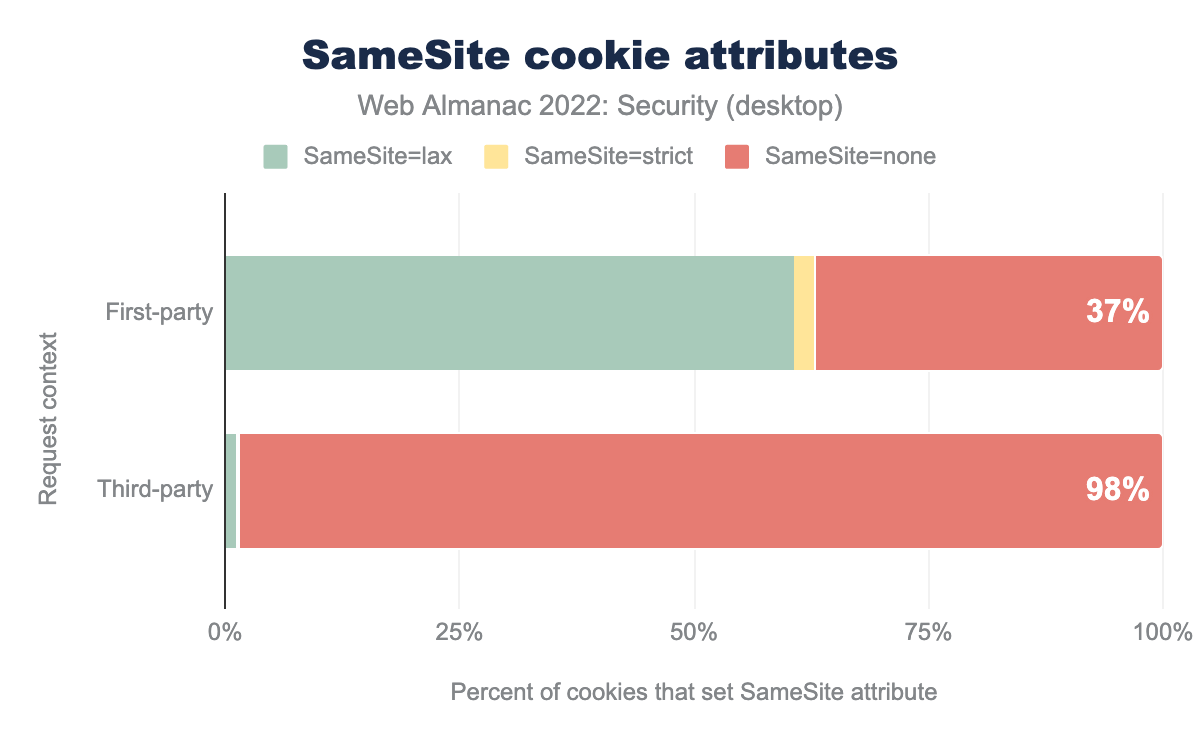 SameSite cookie attributes
Web Almanac 2022: Security (desktop)
SameSite=lax SameSite=strict SameSite=none
Request context
First-party
37%
Third-party
98%
0% 25% 50% 75% 100%
Percent of cookies that set SameSite attribute